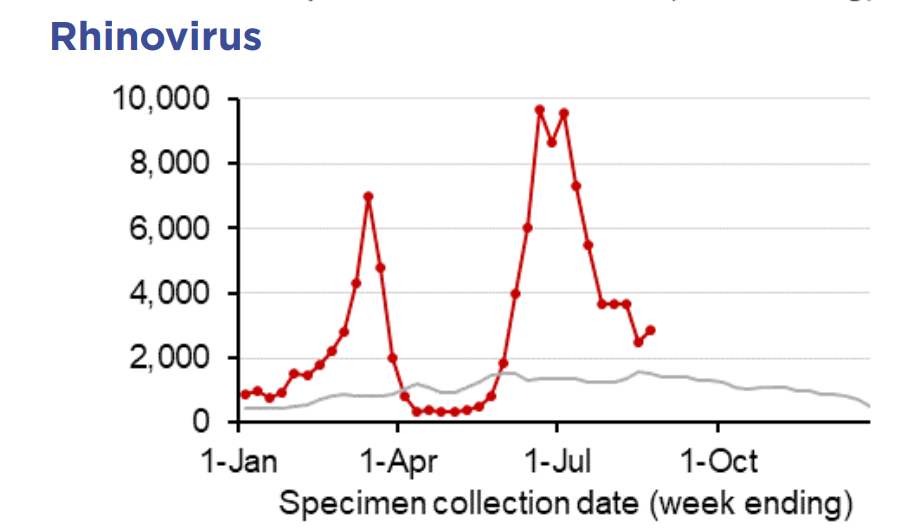 Rhinovirus
10,000
8,000
6,000
4,000
2,000
0
1-Jan 1-Apr 1-Jul 1-Oct
Specimen collection date (week ending)